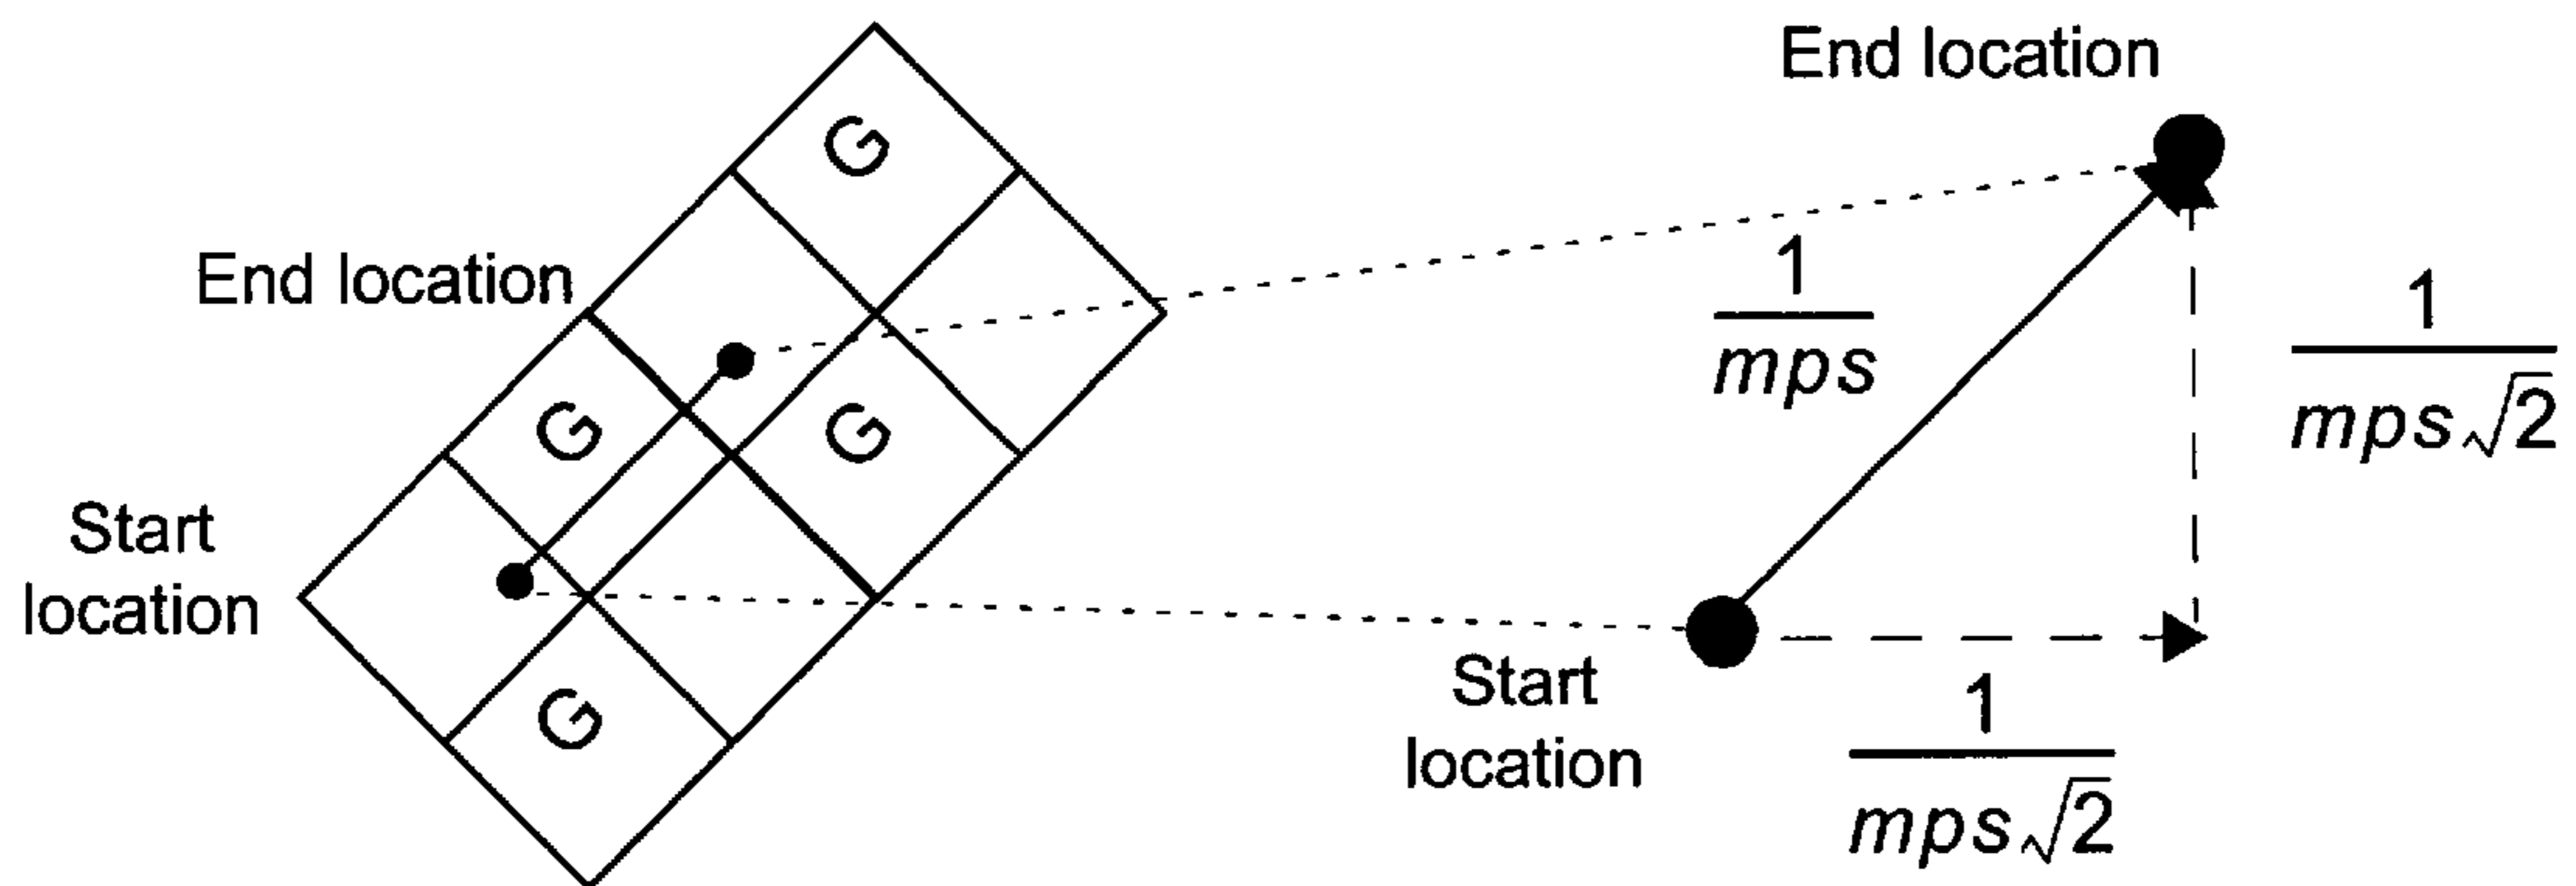 End location
G
1
mps
1
mps√2
End location
G
G
Start
location
G
Start
location
1
mps√2